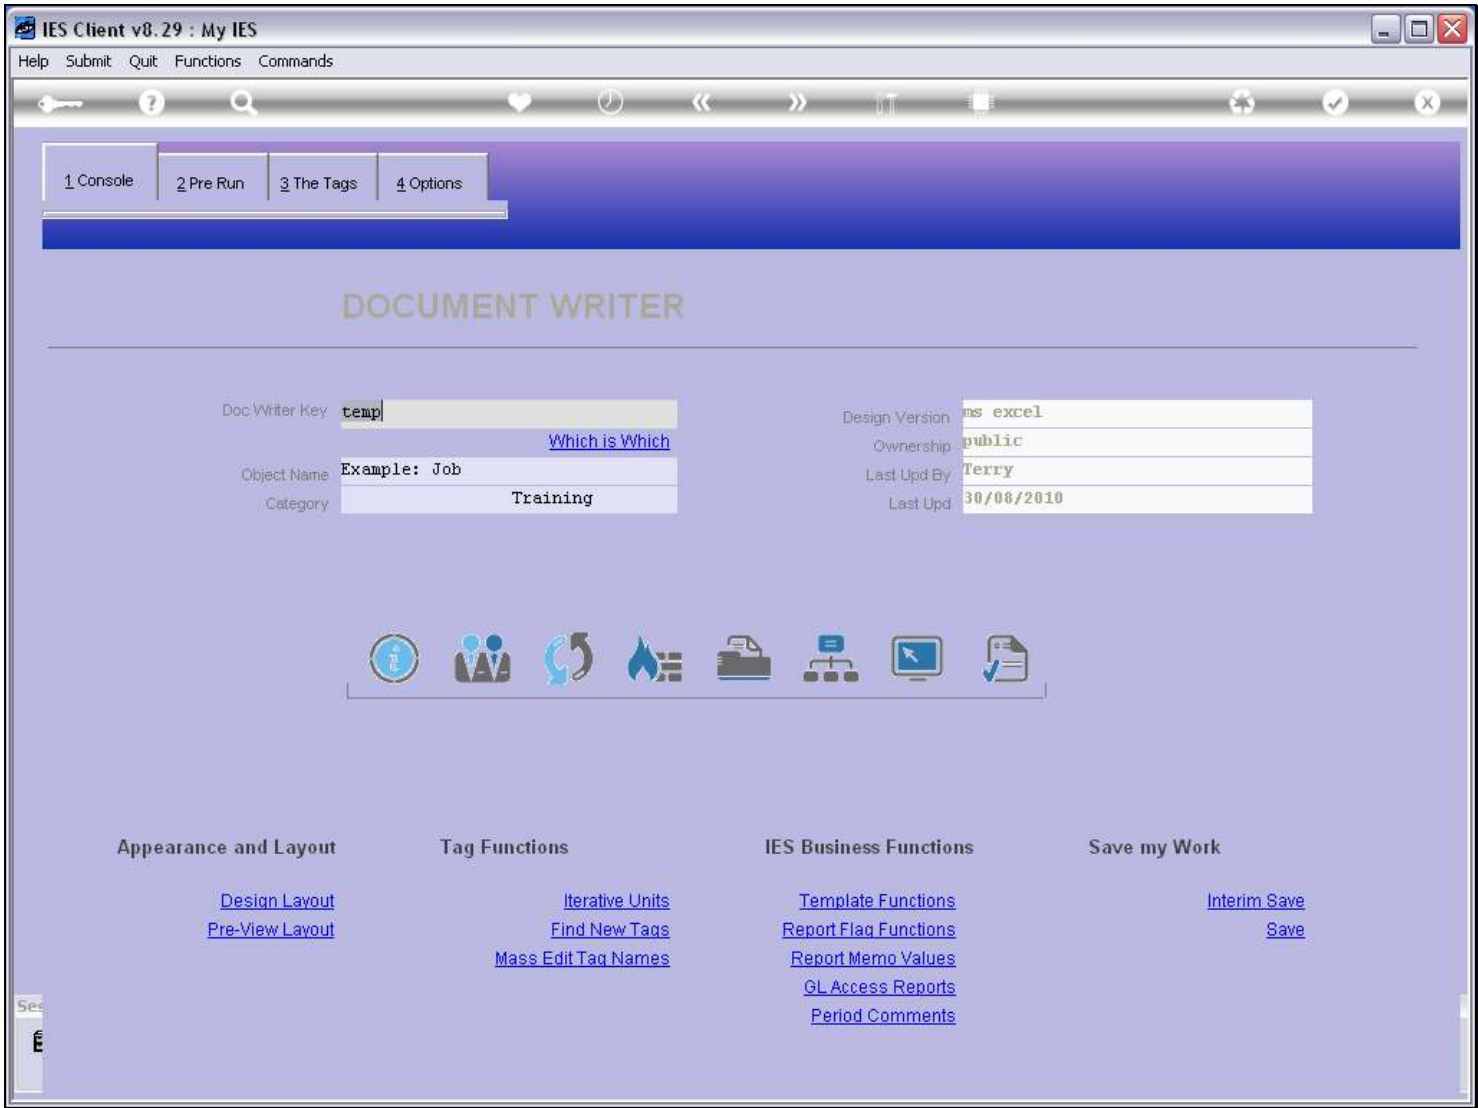 IES Client v8.29 : My IES
Help Submit Quit Functions Commands
1 Console 2 Pre Run 3 The Tags 4 Options
DOCUMENT WRITER
Doc Writer Key temp
Which is Which
Object Name Example: Job
Category Training
Design Version ms excel
Ownership public
Last Upd By Terry
Last Upd 30/08/2010
Appearance and Layout
Design Layout
Pre-View Layout
Tag Functions
Iterative Units
Find New Tags
Mass Edit Tag Names
IES Business Functions
Template Functions
Report Flag Functions
Report Memo Values
GL Access Reports
Period Comments
Save my Work
Interim Save
Save